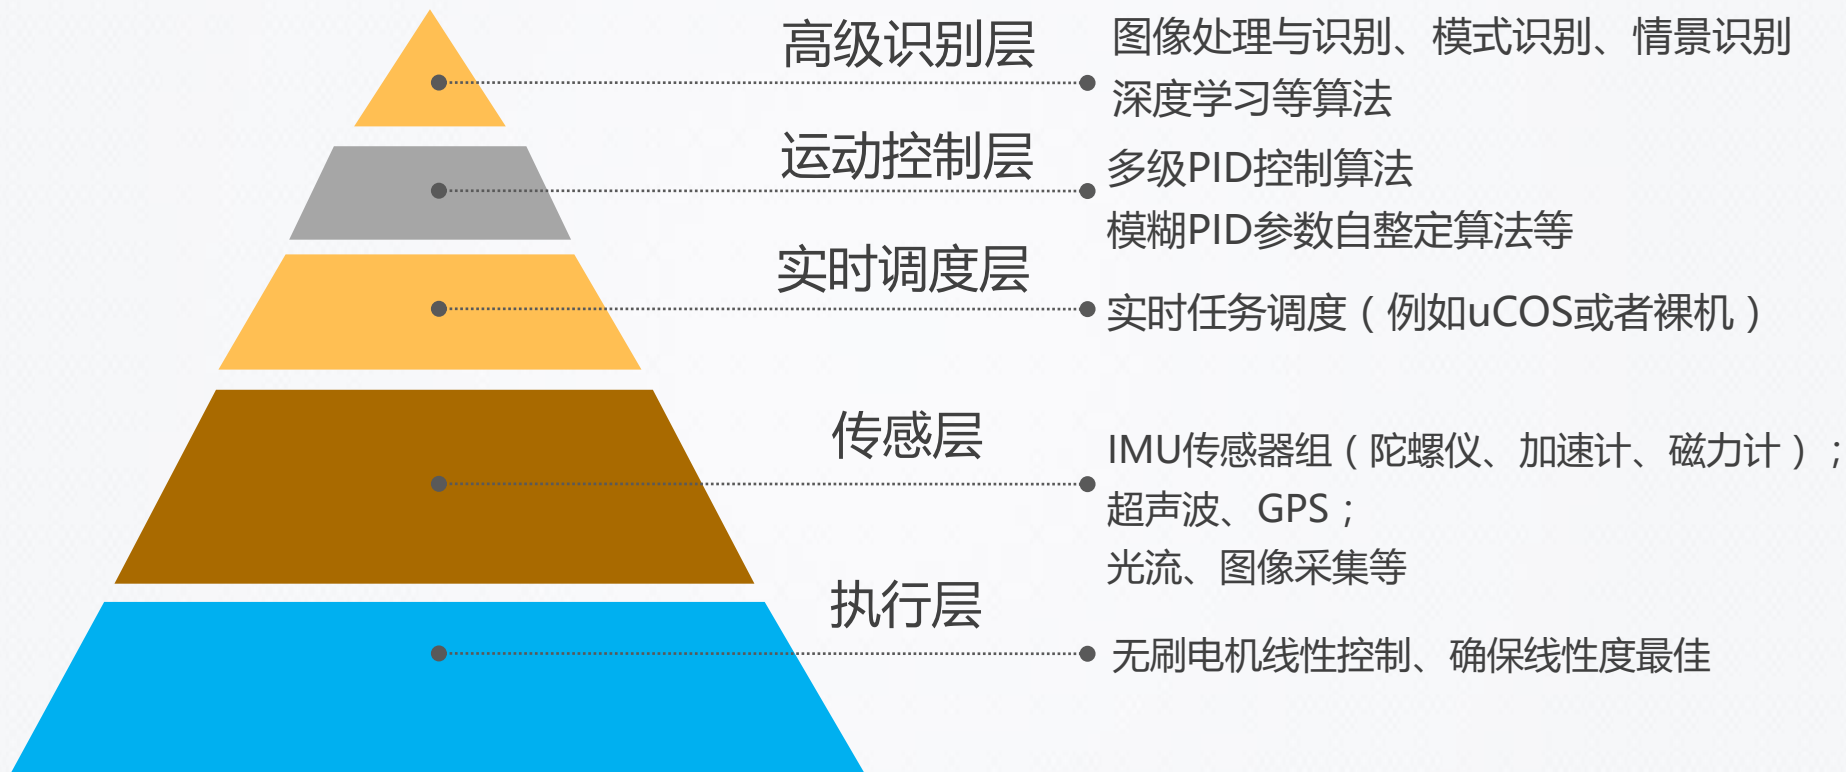 高级识别层
图像处理与识别、模式识别、情景识别
深度学习等算法
运动控制层
多级PID控制算法
模糊PID参数自整定算法等
实时调度层
实时任务调度（例如uCOS或者裸机）
传感层
IMU传感器组（陀螺仪、加速计、磁力计）；
超声波、GPS；
光流、图像采集等
执行层
无刷电机线性控制、确保线性度最佳